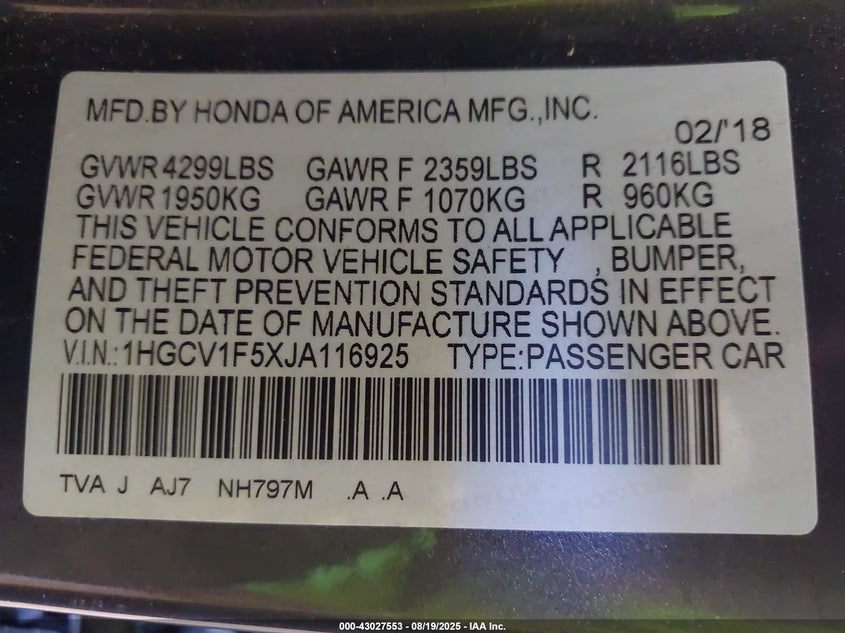 MFD.BY HONDA OF AMERICA MFG.,INC.
02/'18
GVWR 4299LBS GAWR F 2359LBS R 2116LBS
GVWR 1950KG GAWR F 1070KG R 960KG
THIS VEHICLE CONFORMS TO ALL APPLICABLE
FEDERAL MOTOR VEHICLE SAFETY , BUMPER,
AND THEFT PREVENTION STANDARDS IN EFFECT
ON THE DATE OF MANUFACTURE SHOWN ABOVE.
V.I.N.:1HGCV1F5XJA116925 TYPE:PASSENGER CAR
TVA J AJ7 NH797M .A .A
000-43027553 - 08/19/2025 - IAA Inc.